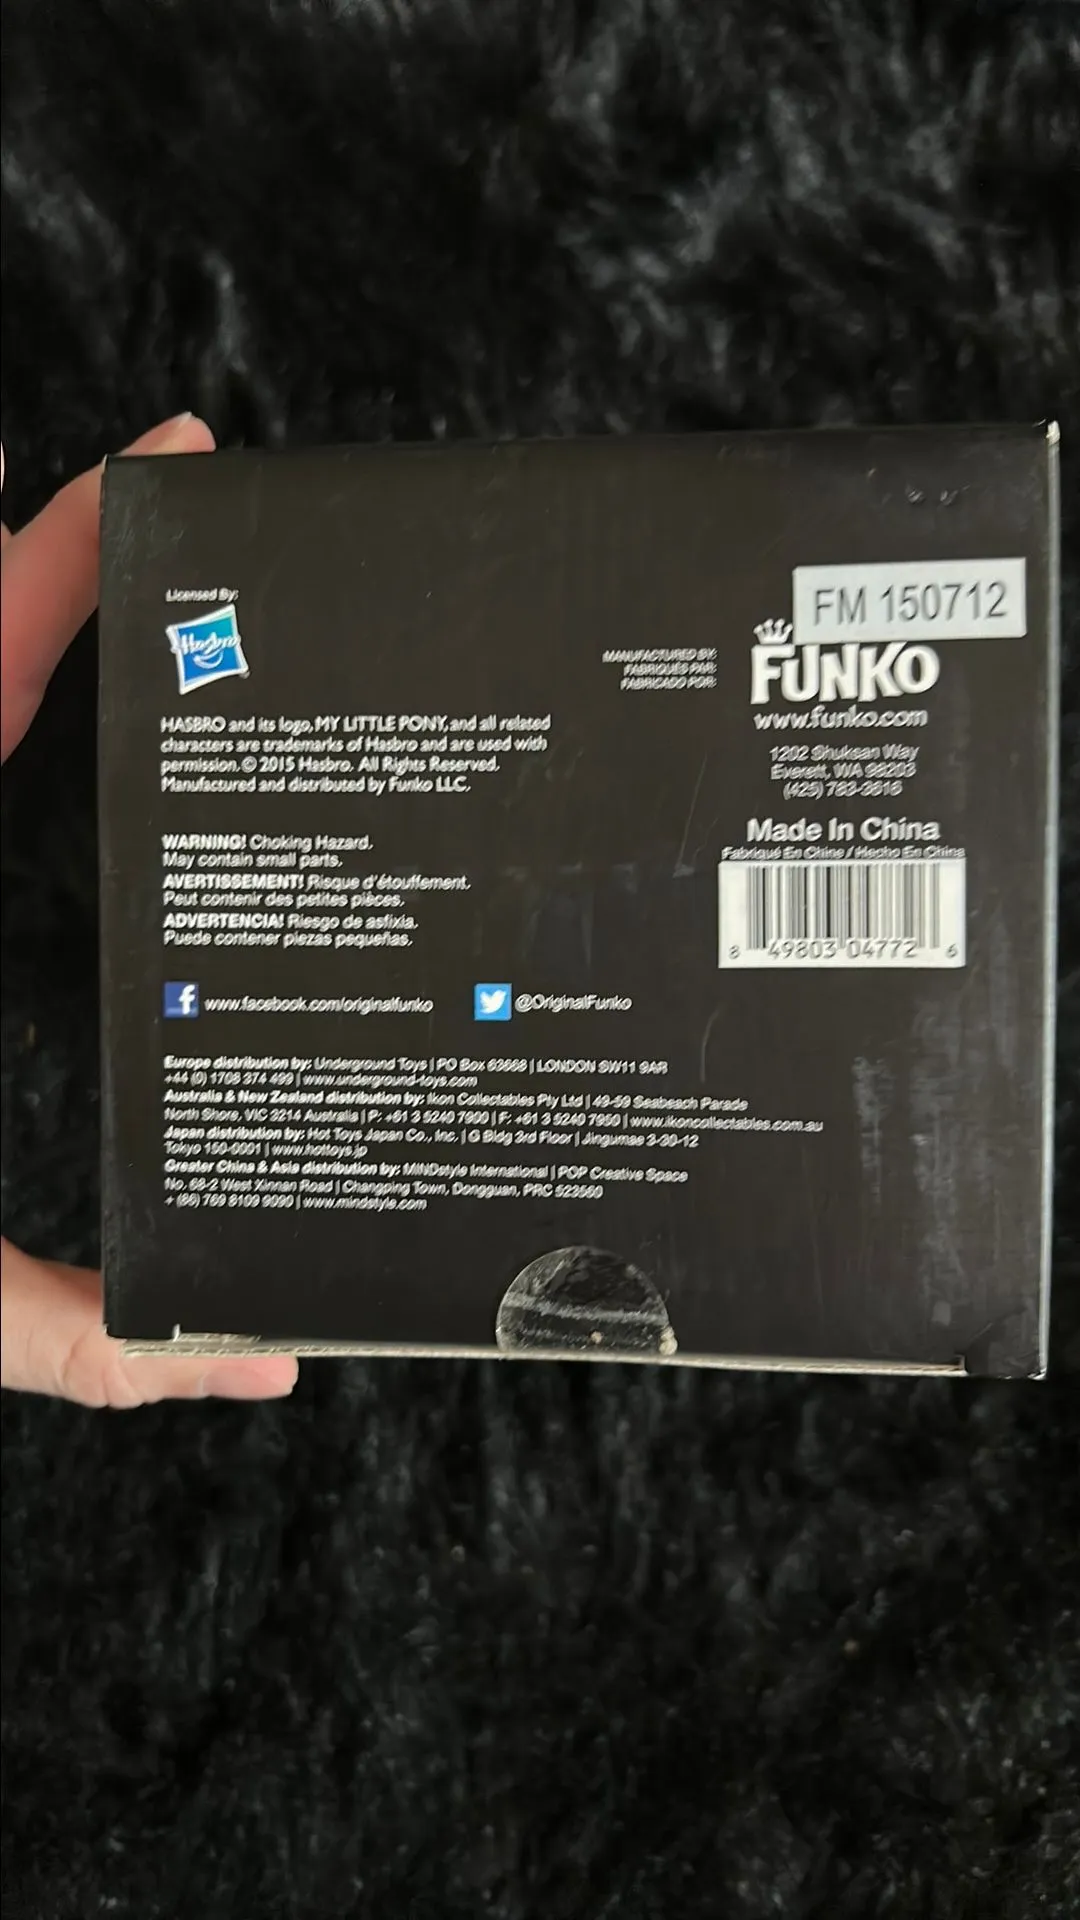 Licensed By:
Hasbro
HASBRO and its logo, MY LITTLE PONY, and all related
characters are trademarks of Hasbro and are used with
permission. © 2015 Hasbro. All Rights Reserved.
Manufactured and distributed by Funko LLC.
WARNING! Choking Hazard.
May contain small parts.
AVERTISSEMENT! Risque d'étouffement.
Peut contenir des petites pièces.
ADVERTENCIA! Riesgo de asfixia.
Puede contener piezas pequeñas.
FM 150712
MANUFACTURED BY:
FABRIQUÉS PAR:
FABRICADO POR:
FUNKO
www.funko.com
1202 Shuksan Way
Everett, WA 98203
(425) 783-3616
Made In China
Fabriqué En Chine / Hecho En China
8 49803 04772 6
f www.facebook.com/originalfunko
@OriginalFunko
Europe distribution by: Underground Toys | PO Box 63668 | LONDON SW11 9AR
+44 (0) 1708 374 499 | www.underground-toys.com
Australia & New Zealand distribution by: Ikon Collectables Pty Ltd | 49-59 Seabeach Parade
North Shore, VIC 3214 Australia | P: +61 3 5240 7900 | F: +61 3 5240 7950 | www.ikoncollectables.com.au
Japan distribution by: Hot Toys Japan Co., Inc. | G Bldg 3rd Floor | Jingumae 3-30-12
Tokyo 150-0001 | www.hottoys.jp
Greater China & Asia distribution by: MINDstyle International | POP Creative Space
No. 68-2 West Xinnan Road | Changping Town, Dongguan, PRC 523560
+ (86) 769 8109 9090 | www.mindstyle.com